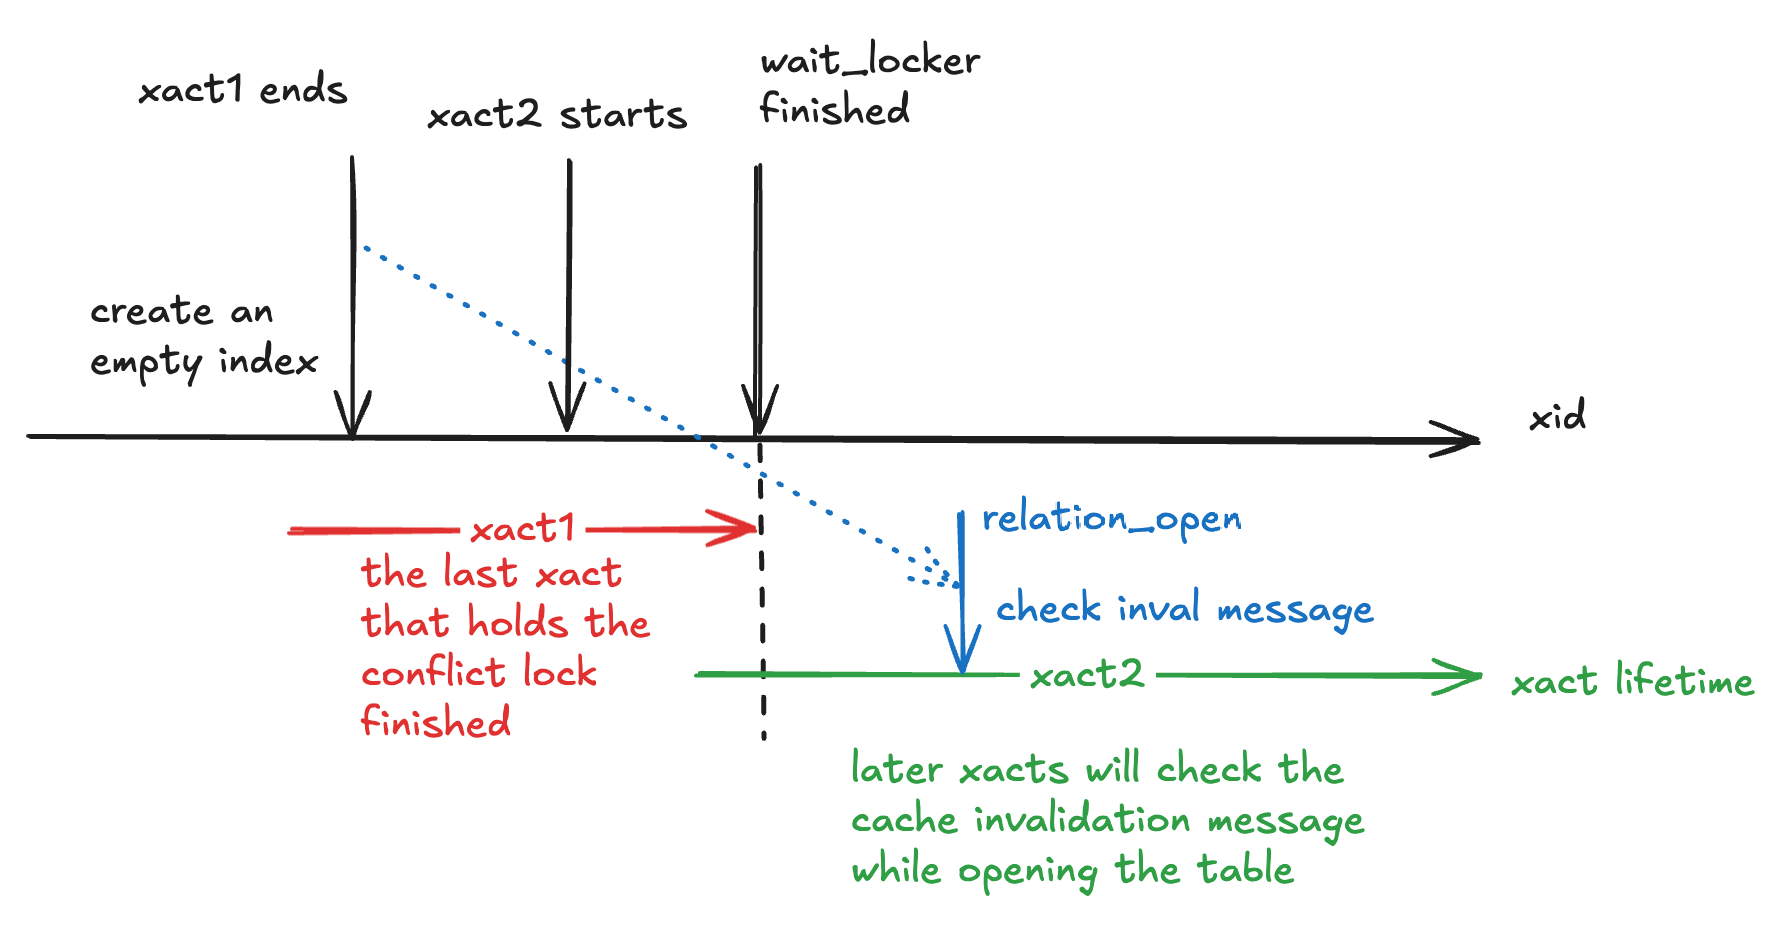 xact1 ends
xact2 starts
wait_locker
finished
create an
empty index
xid
xact1
the last xact
that holds the
conflict lock
finished
relation_open
check inval message
xact2
xact lifetime
later xacts will check the
cache invalidation message
while opening the table